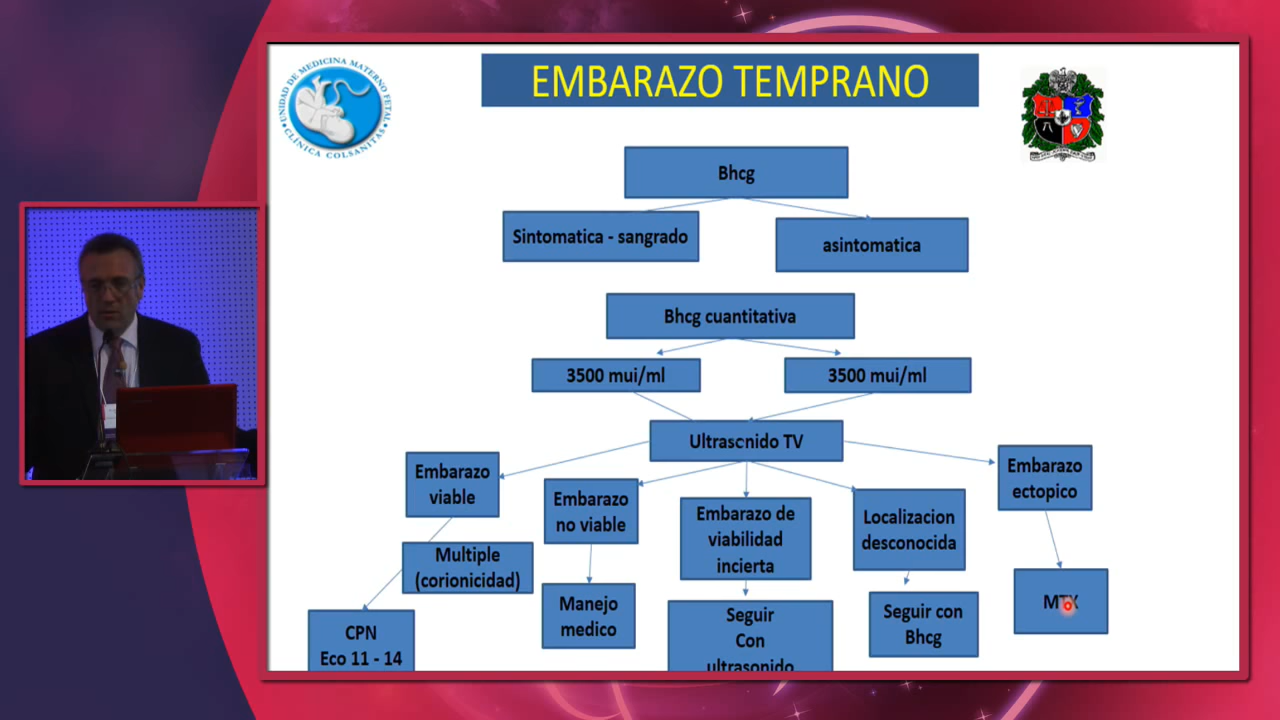 UNIDAD DE MEDICINA MATERNO FETAL
CLÍNICA COLSANITAS
EMBARAZO TEMPRANO
Bhcg
Sintomatica - sangrado
asintomatica
Bhcg cuantitativa
3500 mui/ml
3500 mui/ml
Ultrasonido TV
Embarazo
viable
Embarazo
no viable
Embarazo de
viabilidad
incierta
Localizacion
desconocida
Embarazo
ectopico
Multiple
(corionicidad)
Manejo
medico
Seguir
Con
ultrasonido
Seguir con
Bhcg
MTX
CPN
Eco 11 - 14